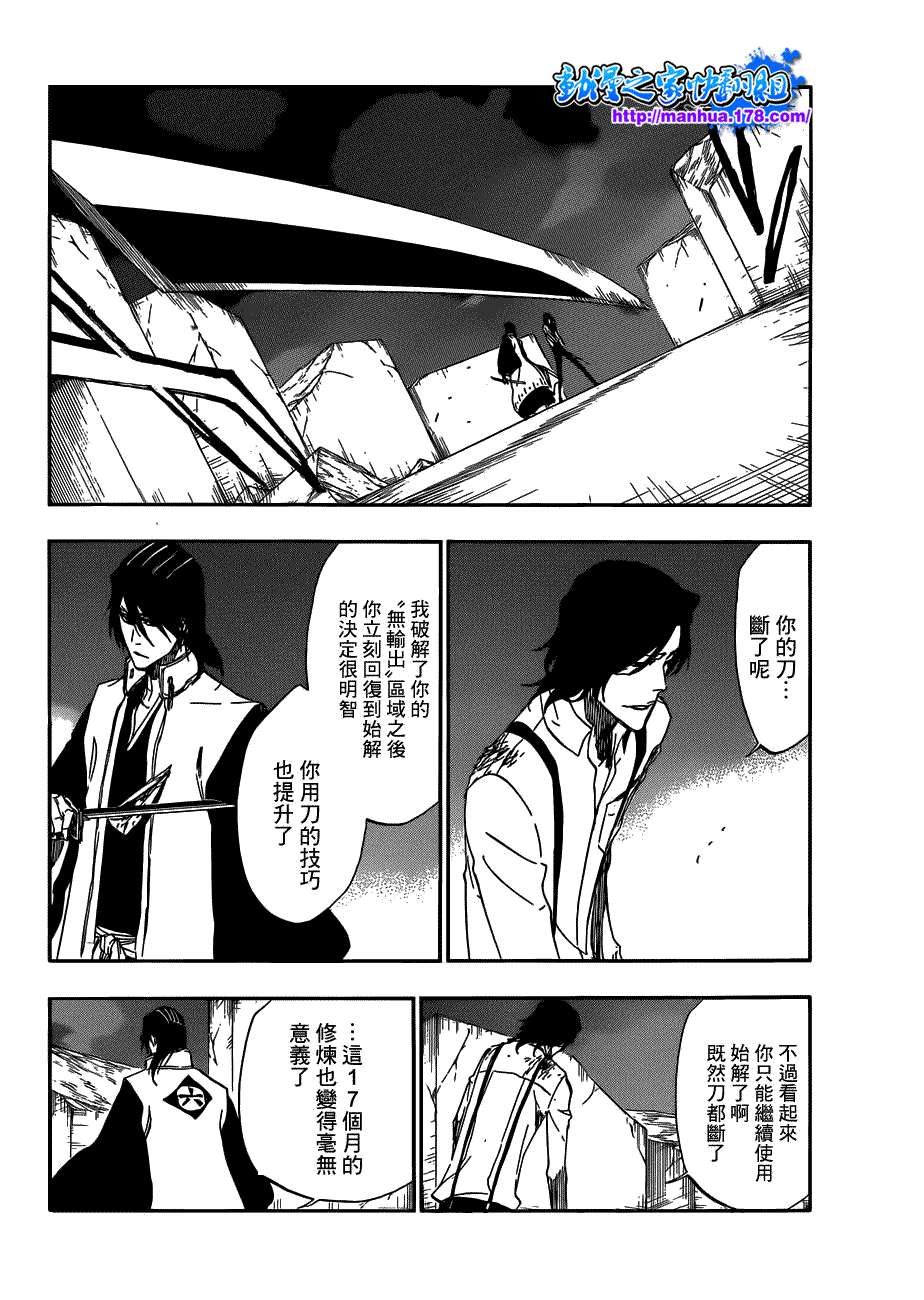 動漫之家快翻組
http://manhua.178.com/
你的刀…
斷了呢
我破解了你的
〝無輸出〞區域之後
你立刻回復到始解
的決定很明智
你用刀的技巧
也提升了
不過看起來
你只能繼續使用
始解了啊
既然刀都斷了
…這17個月的
修煉也變得毫無
意義了
六